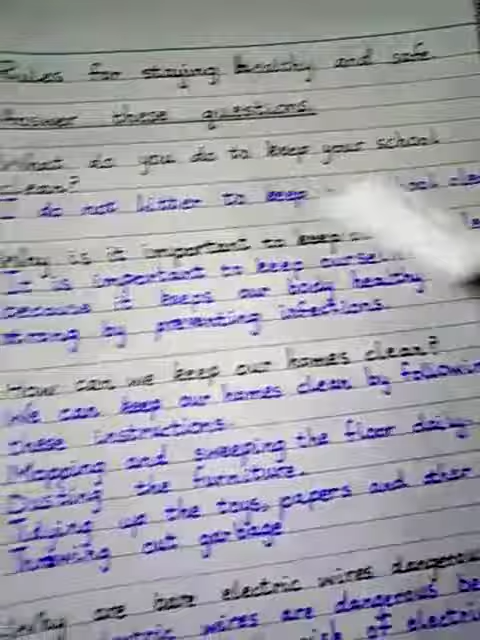 Rules for staying healthy and safe
Answer these questions.
What do you do to keep your school
clean?
I do not litter to keep
Why is it important to keep
It is important to keep
because it keeps our body healthy
strong by preventing infections.
How can we keep our homes clean?
We can keep our homes clean by following
these instructions.
Mopping and sweeping the floor daily
Dusting the furniture.
Tidying up the toys, papers and other
Throwing out garbage
Why are bare electric wires dangerous
wires are dangerous
of